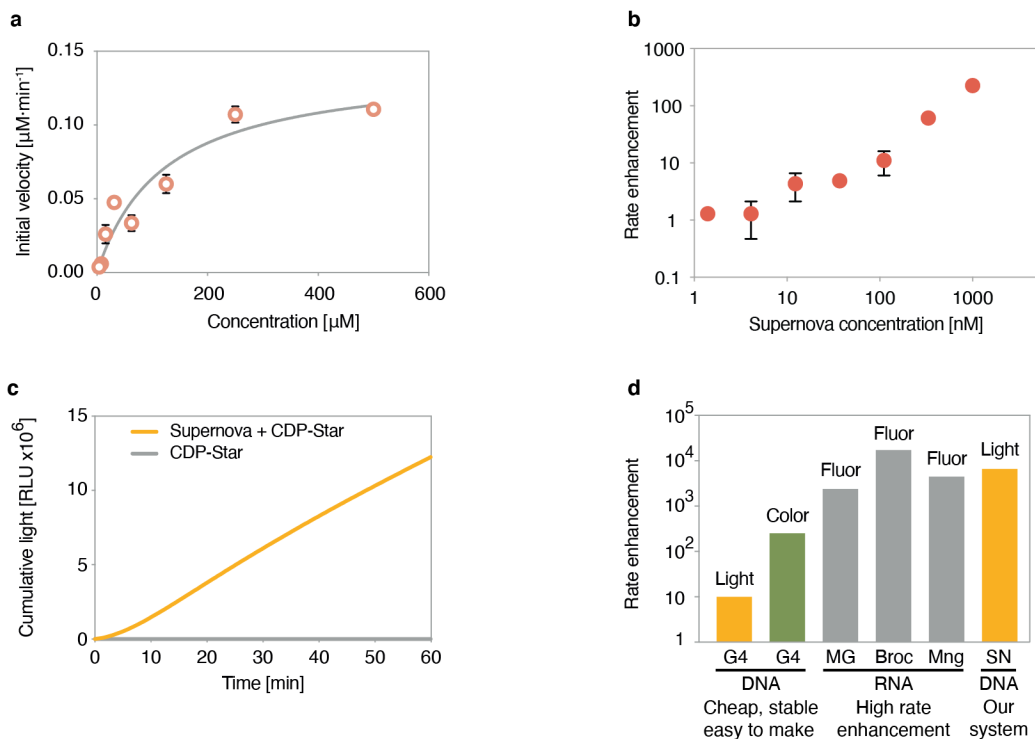 a
0.15
0.10
0.05
0.00
Initial velocity [µM·min⁻¹]
0
200
400
600
Concentration [µM]
b
1000
100
10
1
0.1
Rate enhancement
1
10
100
1000
Supernova concentration [nM]
c
15
10
5
0
Cumulative light [RLU x10⁶]
Supernova + CDP-Star
CDP-Star
0
10
20
30
40
50
60
Time [min]
d
10⁵
10⁴
10³
10²
10
1
Rate enhancement
Light
Color
Fluor
Fluor
Fluor
Light
G4
G4
MG
Broc
Mng
SN
DNA
RNA
DNA
Cheap, stable
easy to make
High rate
enhancement
Our
system